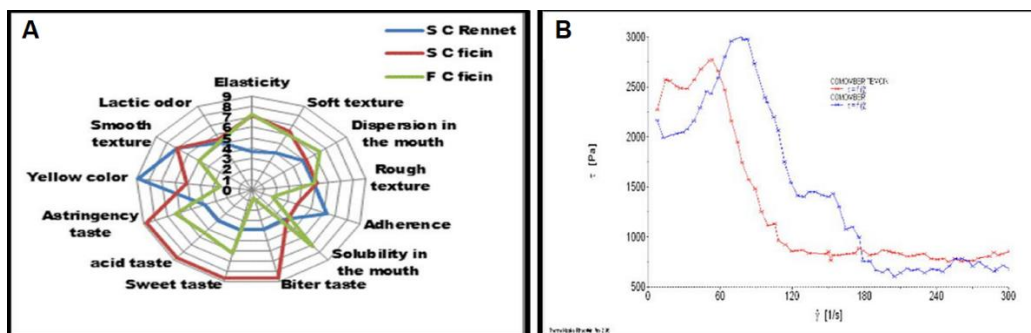 A
S C Rennet
S C ficin
F C ficin
Elasticity
Lactic odor
Soft texture
Smooth
texture
Dispersion in
the mouth
Yellow color
Rough
texture
Astringency
taste
Adherence
acid taste
Solubility in
the mouth
Sweet taste
Biter taste
9
8
7
6
5
4
3
2
1
0
B
3000
2500
2000
1500
1000
500
τ [Pa]
0
60
120
180
240
300
γ̇ [1/s]
COMOMBER